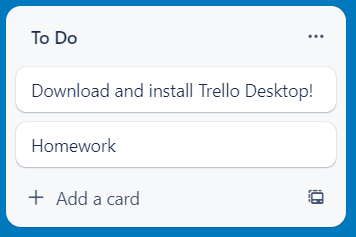 To Do
Download and install Trello Desktop!
Homework
Add a card